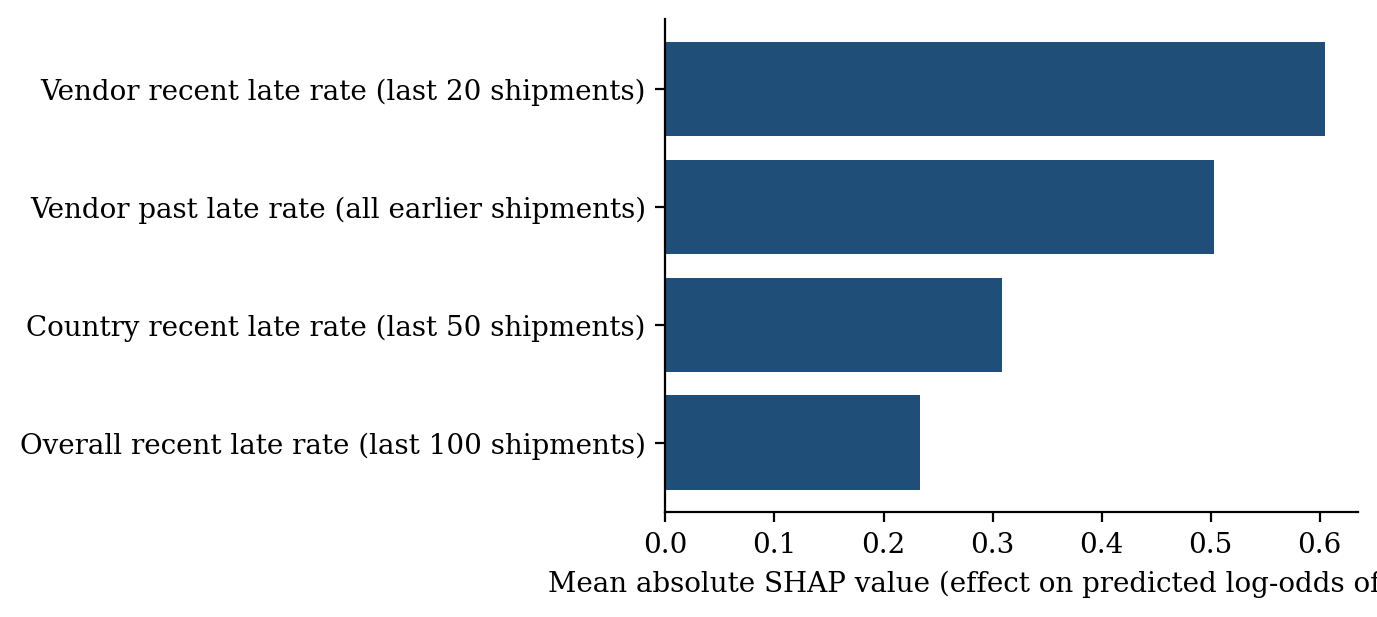 Vendor recent late rate (last 20 shipments)
Vendor past late rate (all earlier shipments)
Country recent late rate (last 50 shipments)
Overall recent late rate (last 100 shipments)
0.0 0.1 0.2 0.3 0.4 0.5 0.6
Mean absolute SHAP value (effect on predicted log-odds of